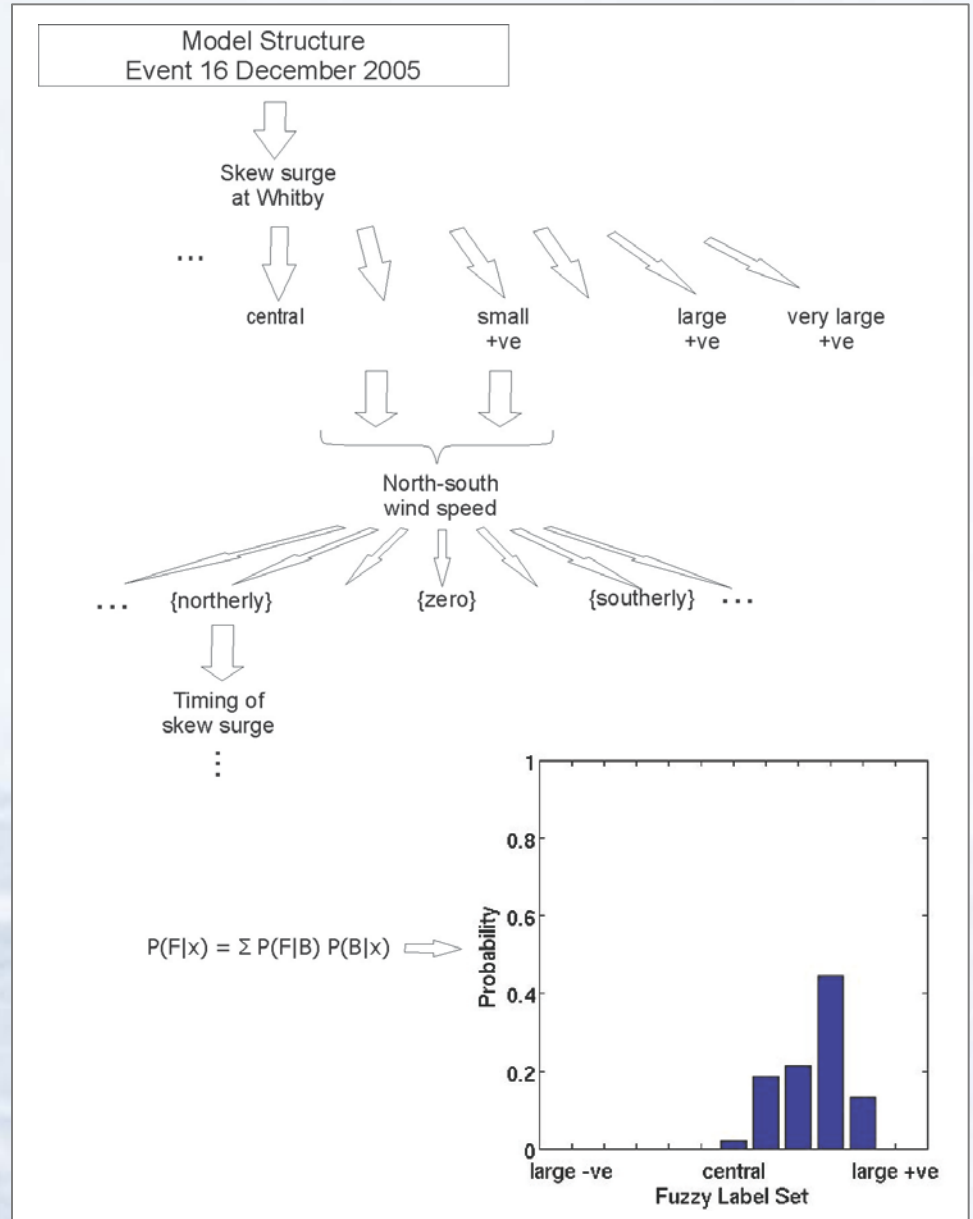 Model Structure
Event 16 December 2005
Skew surge
at Whitby
...
central
small
+ve
large
+ve
very large
+ve
North-south
wind speed
... {northerly} {zero} {southerly} ...
Timing of
skew surge
⋮
P(F|x) = Σ P(F|B) P(B|x)
1
0.8
0.6
0.4
0.2
0
Probability
large -ve central large +ve
Fuzzy Label Set